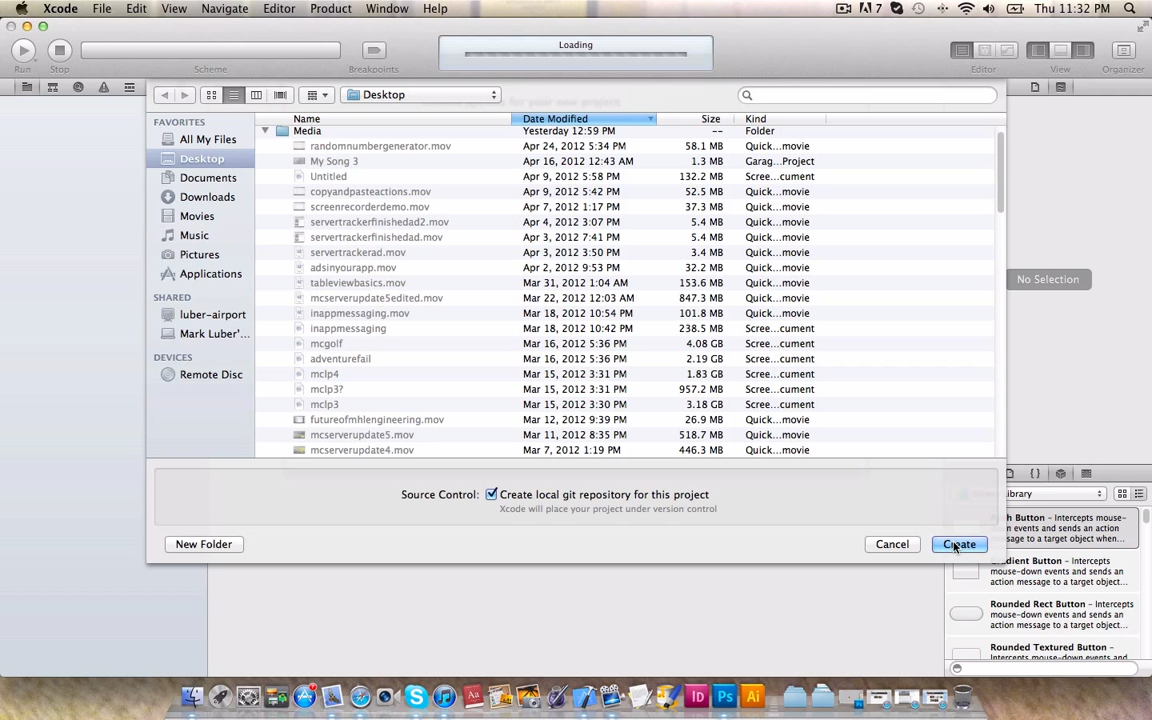 Xcode File Edit View Navigate Editor Product Window Help 7 Thu 11:32 PM
Loading
Run Stop Scheme Breakpoints Editor View Organizer
Desktop
for your new project
FAVORITES
All My Files
Desktop
Documents
Downloads
Movies
Music
Pictures
Applications
SHARED
luber-airport
Mark Luber'...
DEVICES
Remote Disc
Name Date Modified Size Kind
Media Yesterday 12:59 PM -- Folder
randomnumbergenerator.mov Apr 24, 2012 5:34 PM 58.1 MB Quick...movie
My Song 3 Apr 16, 2012 12:43 AM 1.3 MB Garag...Project
Untitled Apr 9, 2012 5:58 PM 132.2 MB Scree...cument
copyandpasteactions.mov Apr 9, 2012 5:42 PM 52.5 MB Quick...movie
screenrecorderdemo.mov Apr 7, 2012 1:17 PM 37.3 MB Quick...movie
servertrackerfinishedad2.mov Apr 4, 2012 3:07 PM 5.4 MB Quick...movie
servertrackerfinishedad.mov Apr 3, 2012 7:41 PM 5.4 MB Quick...movie
servertrackerad.mov Apr 3, 2012 3:50 PM 3.4 MB Quick...movie
adsinyourapp.mov Apr 2, 2012 9:53 PM 32.2 MB Quick...movie
tableviewbasics.mov Mar 31, 2012 1:04 AM 153.6 MB Quick...movie
mcserverupdate5edited.mov Mar 22, 2012 12:03 AM 847.3 MB Quick...movie
inappmessaging.mov Mar 18, 2012 10:54 PM 101.8 MB Quick...movie
inappmessaging Mar 18, 2012 10:42 PM 238.5 MB Scree...cument
mcgolf Mar 16, 2012 5:36 PM 4.08 GB Scree...cument
adventurefail Mar 16, 2012 5:36 PM 2.19 GB Scree...cument
mclp4 Mar 15, 2012 3:31 PM 1.83 GB Scree...cument
mclp3? Mar 15, 2012 3:31 PM 957.2 MB Scree...cument
mclp3 Mar 15, 2012 3:30 PM 3.18 GB Scree...cument
futureofmhlengineering.mov Mar 12, 2012 9:39 PM 26.9 MB Quick...movie
mcserverupdate5.mov Mar 11, 2012 8:35 PM 518.7 MB Quick...movie
mcserverupdate4.mov Mar 7, 2012 1:19 PM 446.3 MB Quick...movie
Source Control: Create local git repository for this project
Xcode will place your project under version control
New Folder Cancel Create
No Selection
Library
Button - Intercepts mouse-
down events and sends an
action message to a target
object when...
Gradient Button - Intercepts
mouse-down events and sends an
action message to a target object...
Rounded Rect Button - Intercepts
mouse-down events and sends an
action message to a target object...
Rounded Textured Button -
Intercepts mouse-down events and
Aa Id Ps Ai